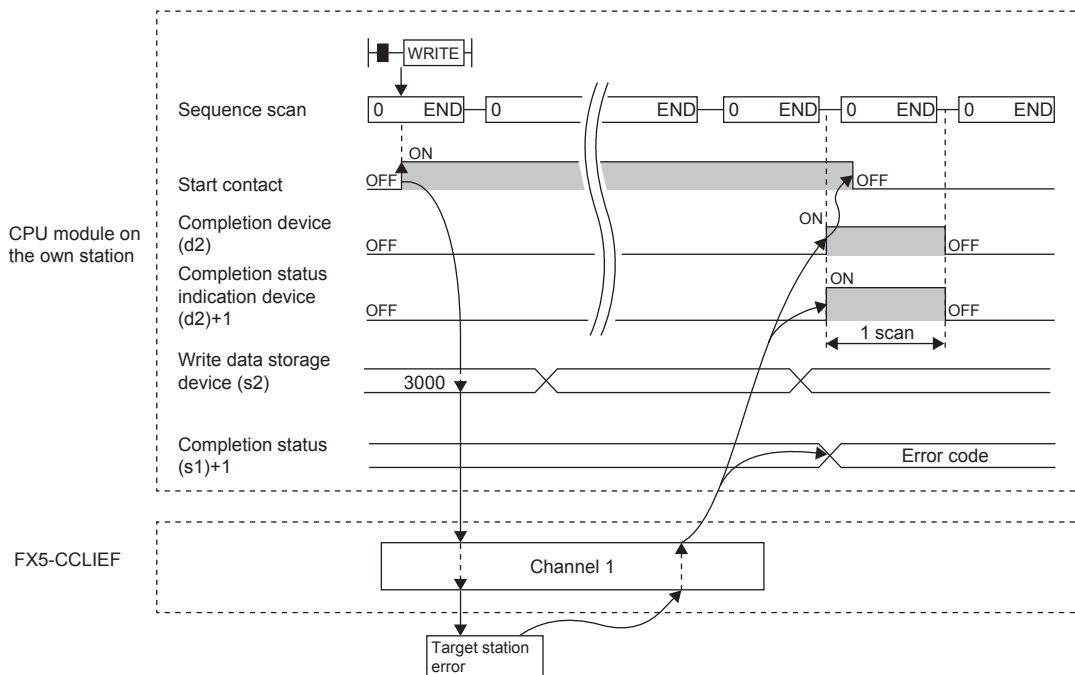 WRITE
Sequence scan
0 END 0 END 0 END 0 END 0 END
ON
Start contact
OFF
OFF
CPU module on
the own station
Completion device
(d2)
ON
OFF
OFF
Completion status
indication device
(d2)+1
ON
OFF
OFF
1 scan
Write data storage
device (s2)
3000
Completion status
(s1)+1
Error code
FX5-CCLIEF
Channel 1
Target station
error